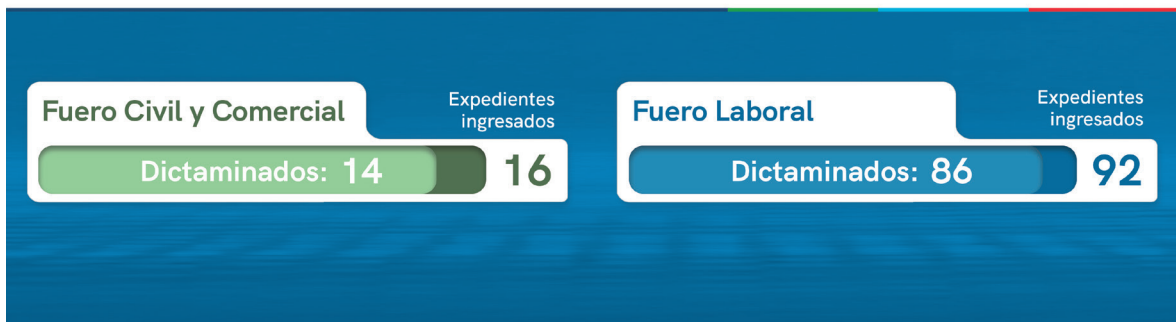 Fuero Civil y Comercial
Expedientes
ingresados
Dictaminados: 14
16
Fuero Laboral
Expedientes
ingresados
Dictaminados: 86
92